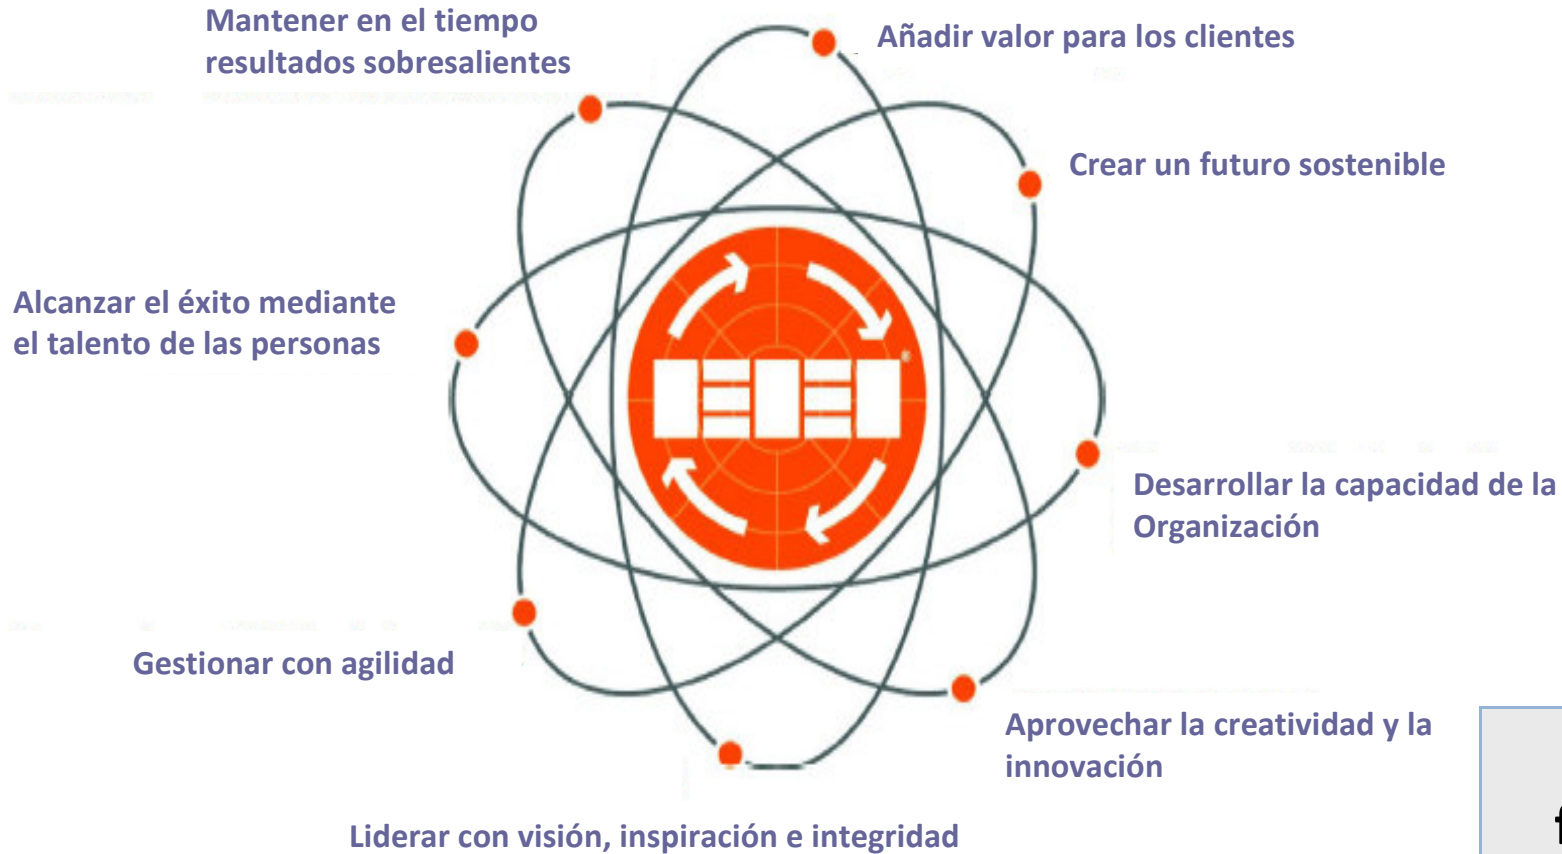 Mantener en el tiempo
resultados sobresalientes
Añadir valor para los clientes
Crear un futuro sostenible
Alcanzar el éxito mediante
el talento de las personas
Desarrollar la capacidad de la
Organización
Gestionar con agilidad
Aprovechar la creatividad y la
innovación
Liderar con visión, inspiración e integridad